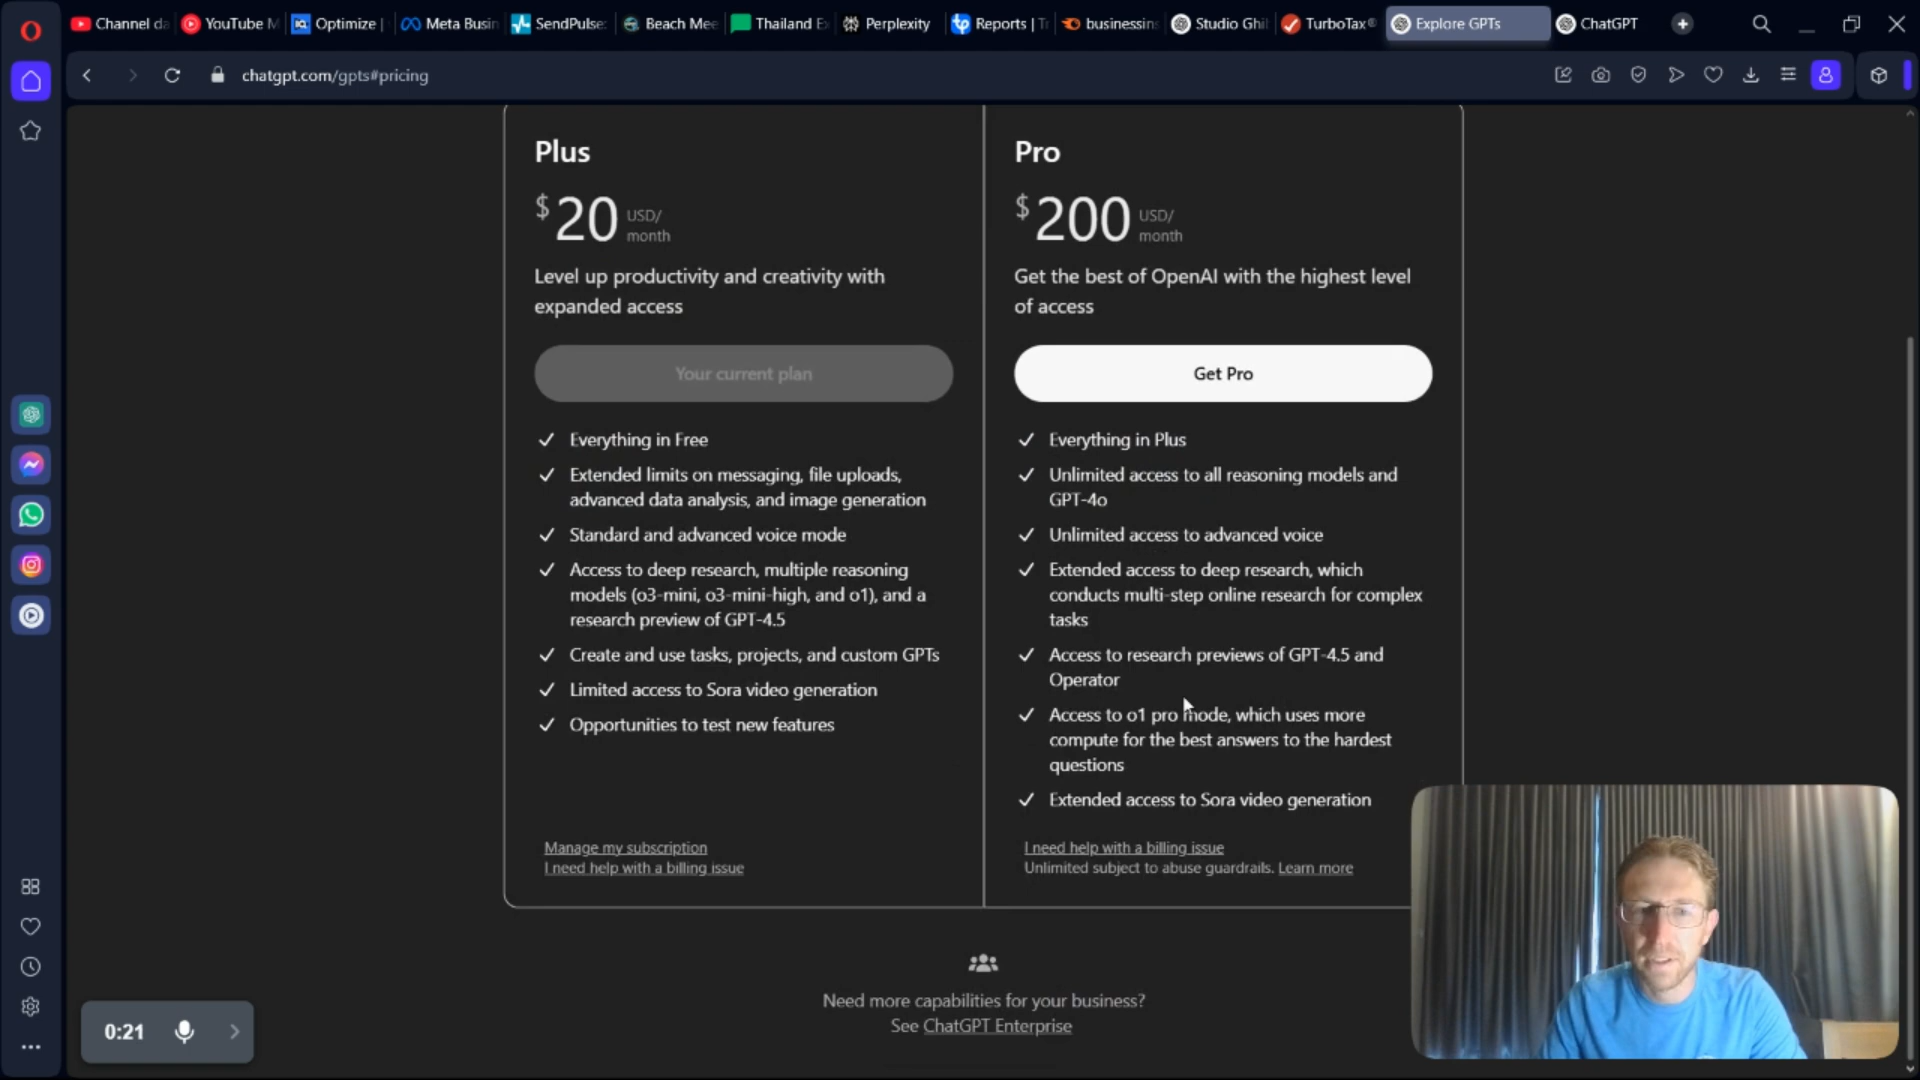 Channel da
YouTube M
Optimize |
Meta Busin
SendPulse:
Beach Mee
Thailand E
Perplexity
Reports | Tr
businessins
Studio Ghi
TurboTax®
Explore GPTs
ChatGPT
chatgpt.com/gpts#pricing
Plus
$ 20 USD/
month
Level up productivity and creativity with
expanded access
Your current plan
Everything in Free
Extended limits on messaging, file uploads,
advanced data analysis, and image generation
Standard and advanced voice mode
Access to deep research, multiple reasoning
models (o3-mini, o3-mini-high, and o1), and a
research preview of GPT-4.5
Create and use tasks, projects, and custom GPTs
Limited access to Sora video generation
Opportunities to test new features
Manage my subscription
I need help with a billing issue
Pro
$ 200 USD/
month
Get the best of OpenAI with the highest level
of access
Get Pro
Everything in Plus
Unlimited access to all reasoning models and
GPT-4o
Unlimited access to advanced voice
Extended access to deep research, which
conducts multi-step online research for complex
tasks
Access to research previews of GPT-4.5 and
Operator
Access to o1 pro mode, which uses more
compute for the best answers to the hardest
questions
Extended access to Sora video generation
I need help with a billing issue
Unlimited subject to abuse guardrails. Learn more
Need more capabilities for your business?
See ChatGPT Enterprise
0:21